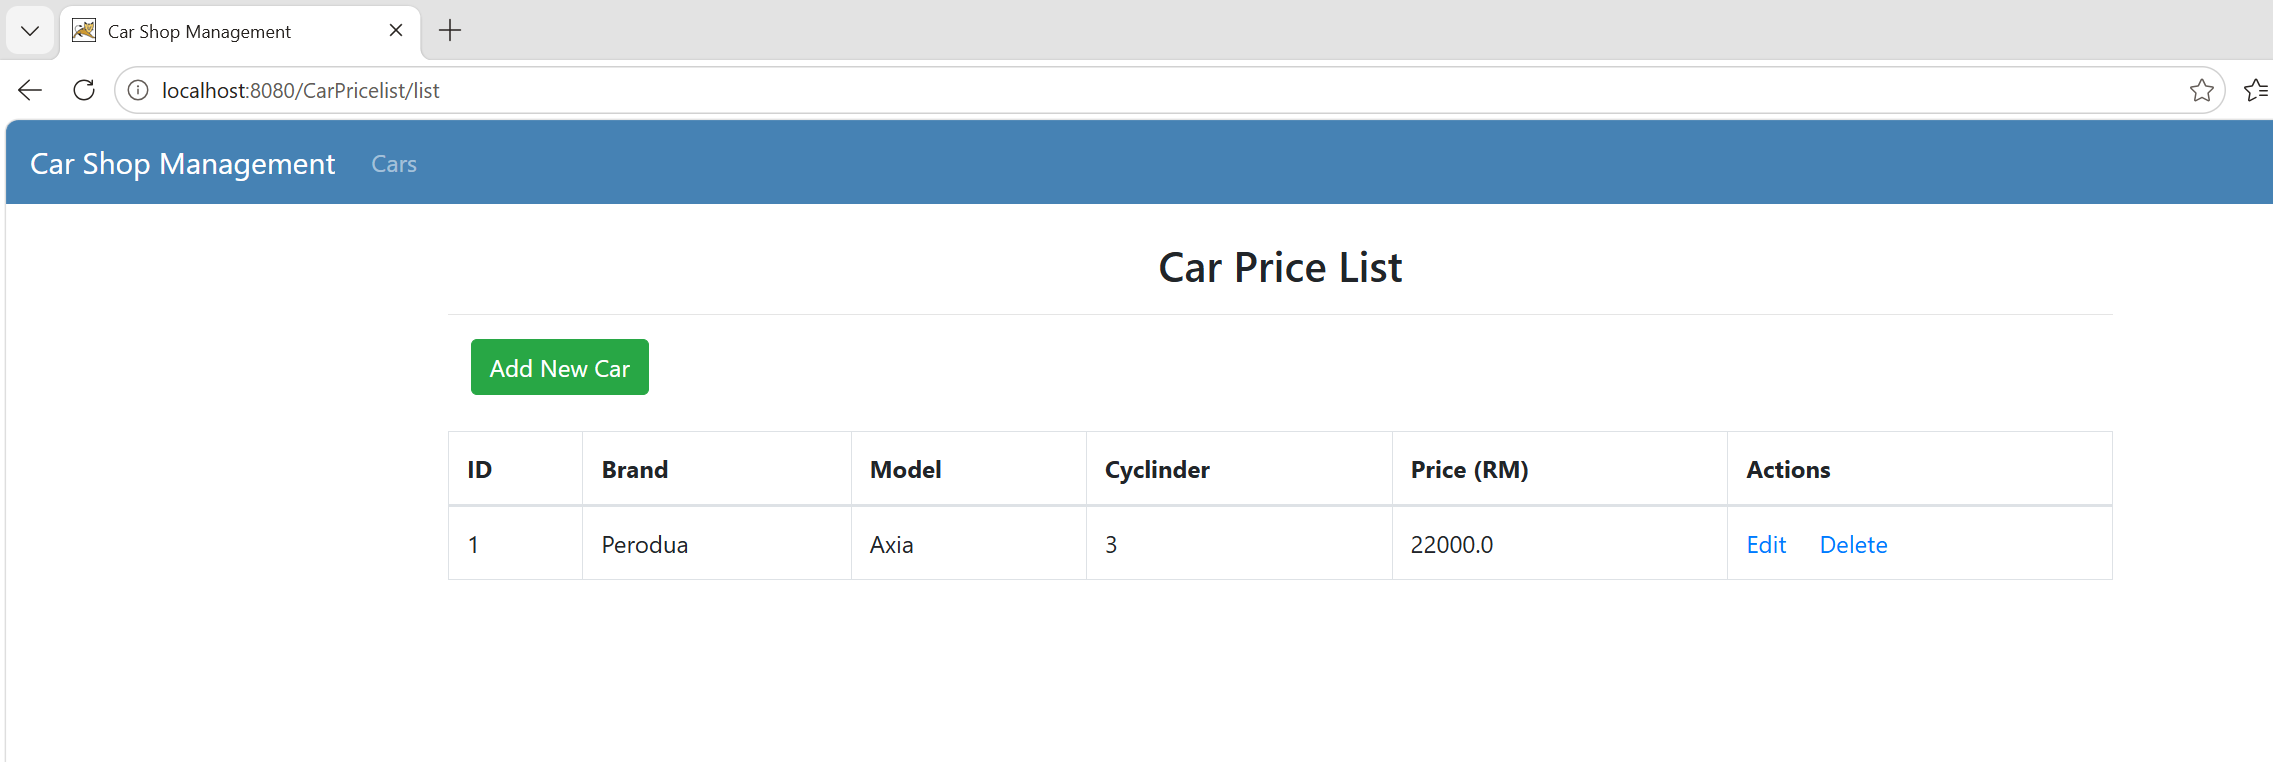 Car Shop Management
localhost:8080/CarPricelist/list
Car Shop Management Cars
Car Price List
Add New Car
ID Brand Model Cyclinder Price (RM) Actions
1 Perodua Axia 3 22000.0 Edit Delete